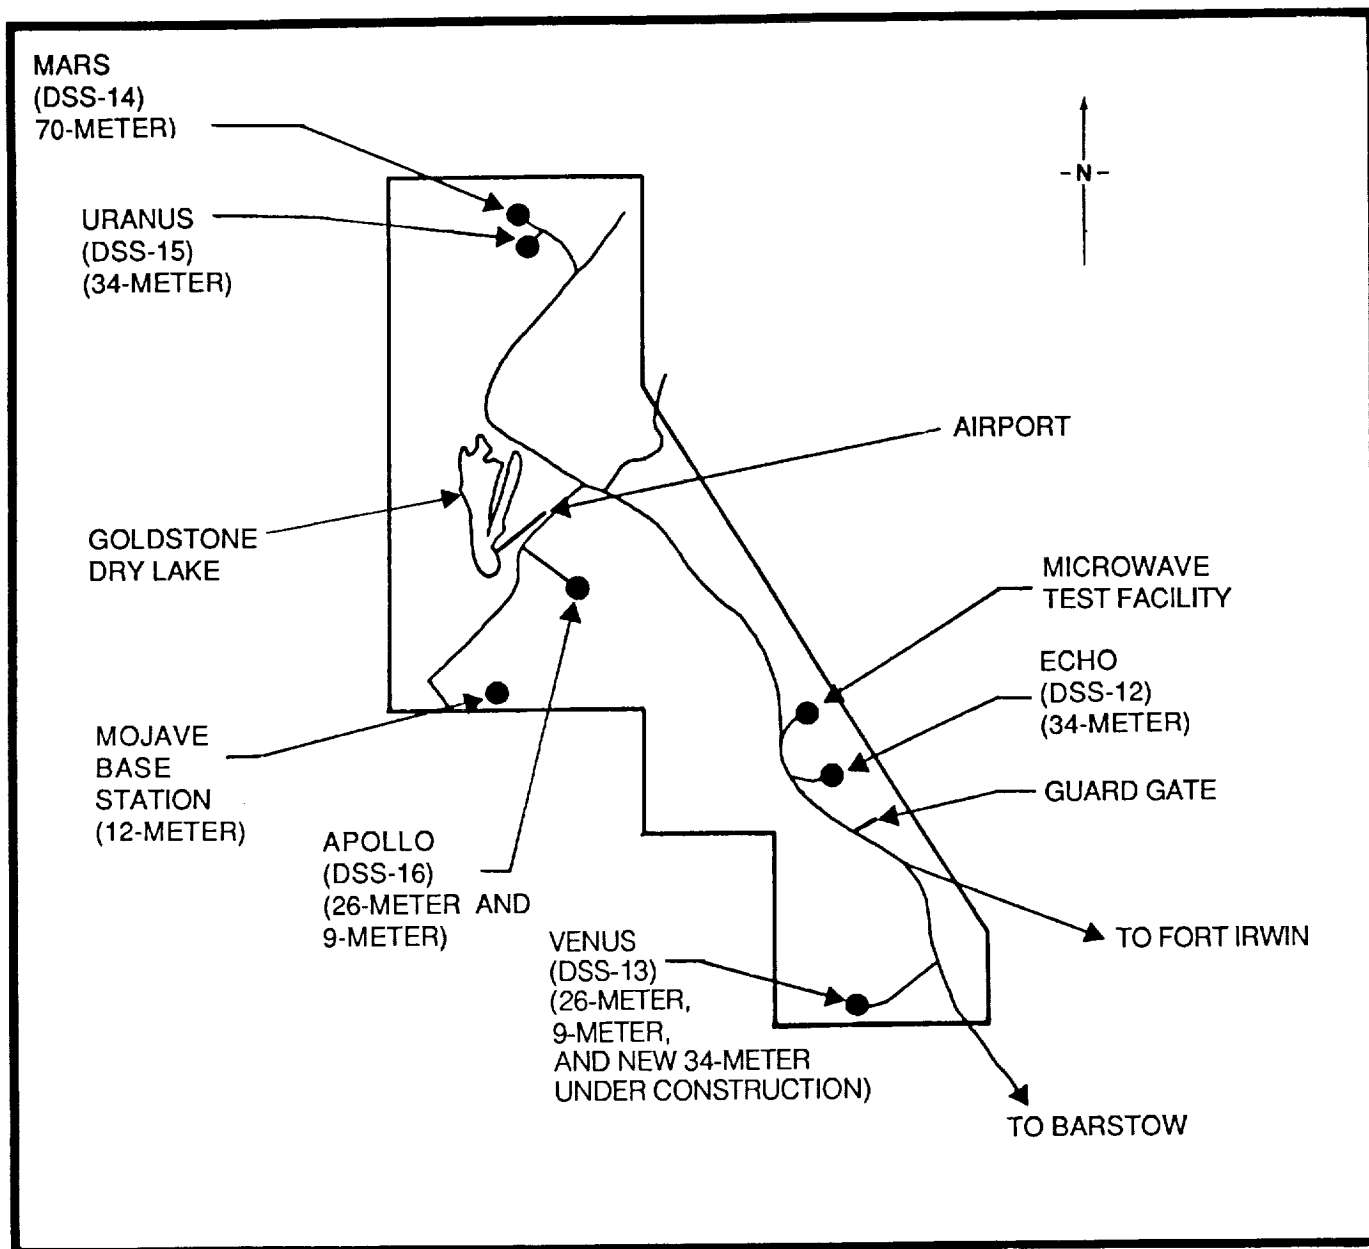 MARS
(DSS-14)
70-METER)
URANUS
(DSS-15)
(34-METER)
-N-
AIRPORT
GOLDSTONE
DRY LAKE
MICROWAVE
TEST FACILITY
ECHO
(DSS-12)
(34-METER)
MOJAVE
BASE
STATION
(12-METER)
GUARD GATE
APOLLO
(DSS-16)
(26-METER AND
9-METER)
VENUS
(DSS-13)
(26-METER,
9-METER,
AND NEW 34-METER
UNDER CONSTRUCTION)
TO FORT IRWIN
TO BARSTOW